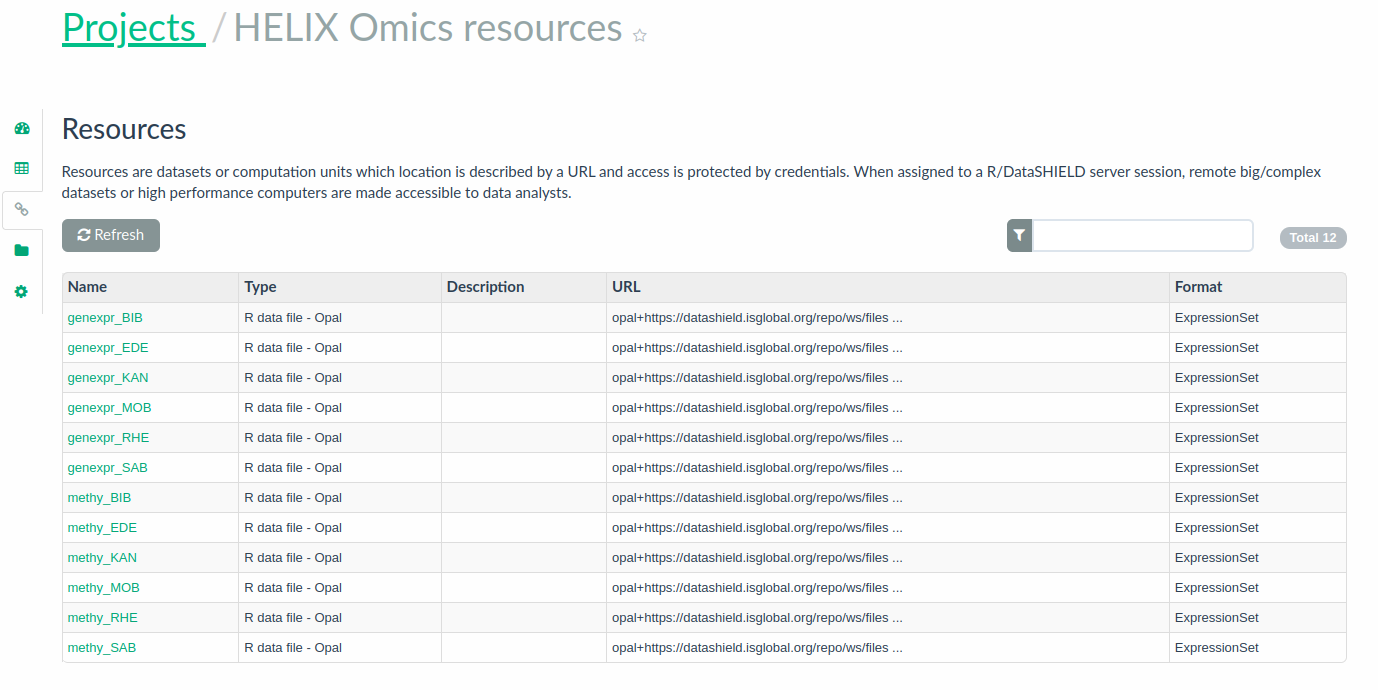 Projects / HELIX Omics resources
Resources
Resources are datasets or computation units which location is described by a URL and access is protected by credentials. When assigned to a R/DataSHIELD server session, remote big/complex
datasets or high performance computers are made accessible to data analysts.
Refresh Total 12
Name Type Description URL Format
genexpr_BIB R data file - Opal opal+https://datashield.isglobal.org/repo/ws/files ... ExpressionSet
genexpr_EDE R data file - Opal opal+https://datashield.isglobal.org/repo/ws/files ... ExpressionSet
genexpr_KAN R data file - Opal opal+https://datashield.isglobal.org/repo/ws/files ... ExpressionSet
genexpr_MOB R data file - Opal opal+https://datashield.isglobal.org/repo/ws/files ... ExpressionSet
genexpr_RHE R data file - Opal opal+https://datashield.isglobal.org/repo/ws/files ... ExpressionSet
genexpr_SAB R data file - Opal opal+https://datashield.isglobal.org/repo/ws/files ... ExpressionSet
methy_BIB R data file - Opal opal+https://datashield.isglobal.org/repo/ws/files ... ExpressionSet
methy_EDE R data file - Opal opal+https://datashield.isglobal.org/repo/ws/files ... ExpressionSet
methy_KAN R data file - Opal opal+https://datashield.isglobal.org/repo/ws/files ... ExpressionSet
methy_MOB R data file - Opal opal+https://datashield.isglobal.org/repo/ws/files ... ExpressionSet
methy_RHE R data file - Opal opal+https://datashield.isglobal.org/repo/ws/files ... ExpressionSet
methy_SAB R data file - Opal opal+https://datashield.isglobal.org/repo/ws/files ... ExpressionSet